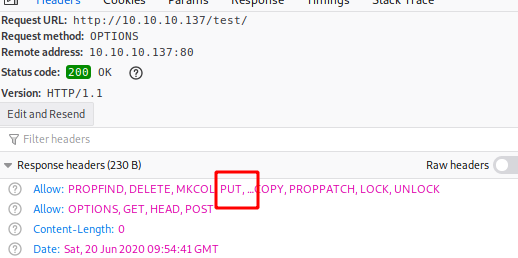 Headers Cookies Params Response Timings Stack Trace
Request URL: http://10.10.10.137/test/
Request method: OPTIONS
Remote address: 10.10.10.137:80
Status code: 200 OK ?
Version: HTTP/1.1
Edit and Resend
Filter headers
Response headers (230 B) Raw headers
? Allow: PROPFIND, DELETE, MKCOL, PUT, …COPY, PROPPATCH, LOCK, UNLOCK
? Allow: OPTIONS, GET, HEAD, POST
? Content-Length: 0
? Date: Sat, 20 Jun 2020 09:54:41 GMT